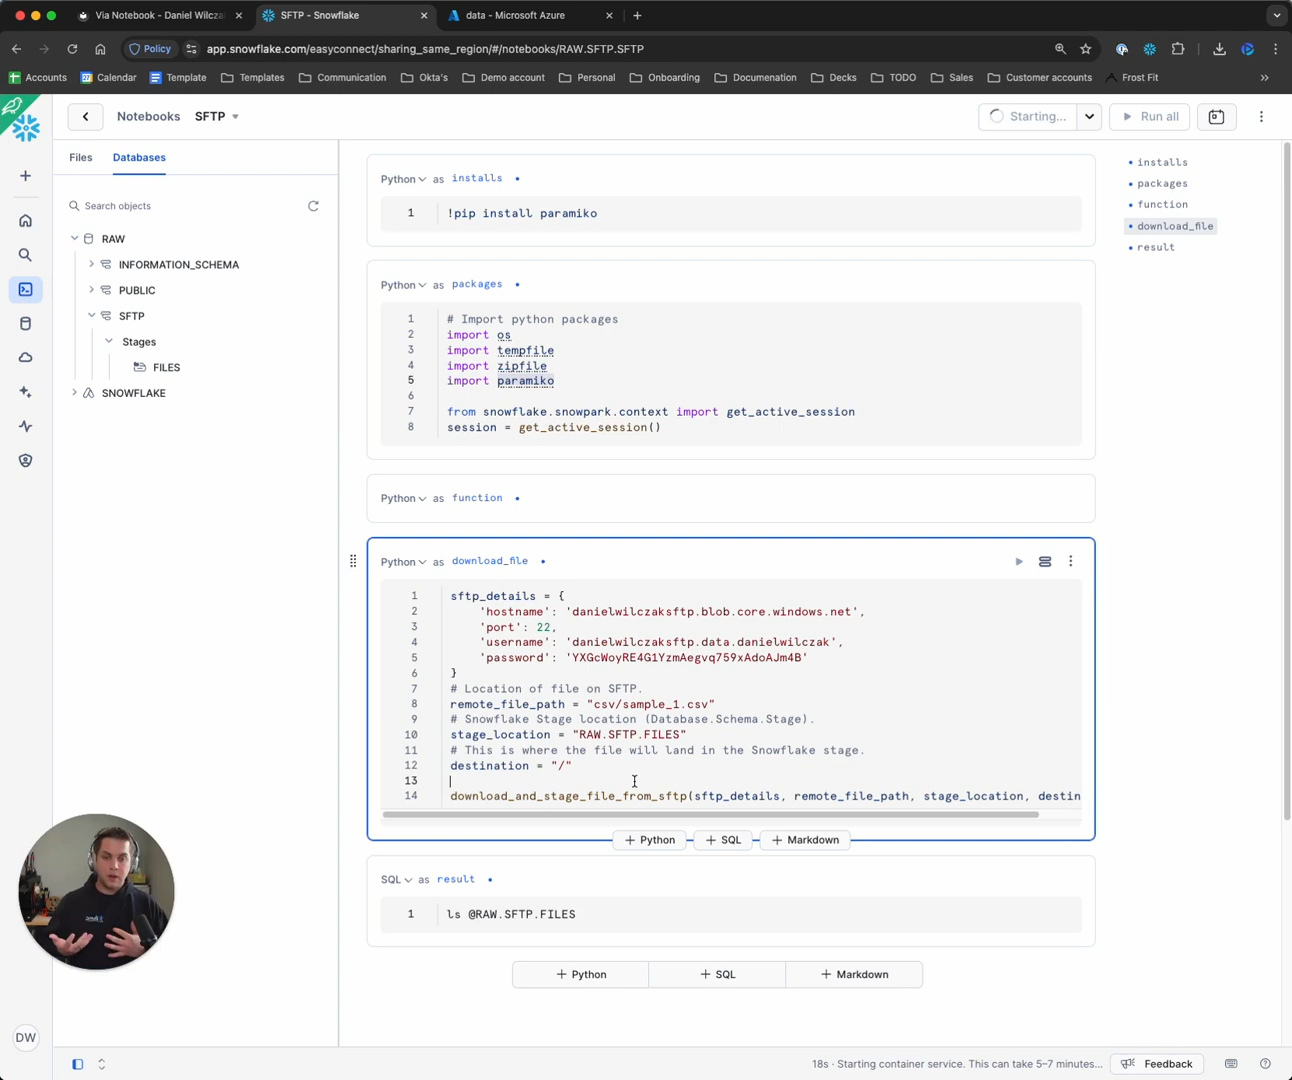 Via Notebook - Daniel Wilcza
SFTP - Snowflake
data - Microsoft Azure
Policy
app.snowflake.com/easyconnect/sharing_same_region/#/notebooks/RAW.SFTP.SFTP
Accounts
Calendar
Template
Templates
Communication
Okta's
Demo account
Personal
Onboarding
Documenation
Decks
TODO
Sales
Customer accounts
Frost Fit
Notebooks
SFTP
Starting...
Run all
Files
Databases
Search objects
RAW
INFORMATION_SCHEMA
PUBLIC
SFTP
Stages
FILES
SNOWFLAKE
Python as installs
1 !pip install paramiko
Python as packages
1 # Import python packages
2 import os
3 import tempfile
4 import zipfile
5 import paramiko
6
7 from snowflake.snowpark.context import get_active_session
8 session = get_active_session()
Python as function
Python as download_file
1 sftp_details = {
2 'hostname': 'danielwilczaksftp.blob.core.windows.net',
3 'port': 22,
4 'username': 'danielwilczaksftp.data.danielwilczak',
5 'password': 'YXGcWoyRE4G1YzmAegvq759xAdoAJm4B'
6 }
7 # Location of file on SFTP.
8 remote_file_path = "csv/sample_1.csv"
9 # Snowflake Stage location (Database.Schema.Stage).
10 stage_location = "RAW.SFTP.FILES"
11 # This is where the file will land in the Snowflake stage.
12 destination = "/"
13
14 download_and_stage_file_from_sftp(sftp_details, remote_file_path, stage_location, destin
+ Python
+ SQL
+ Markdown
SQL as result
1 ls @RAW.SFTP.FILES
+ Python
+ SQL
+ Markdown
installs
packages
function
download_file
result
DW
18s · Starting container service. This can take 5–7 minutes...
Feedback